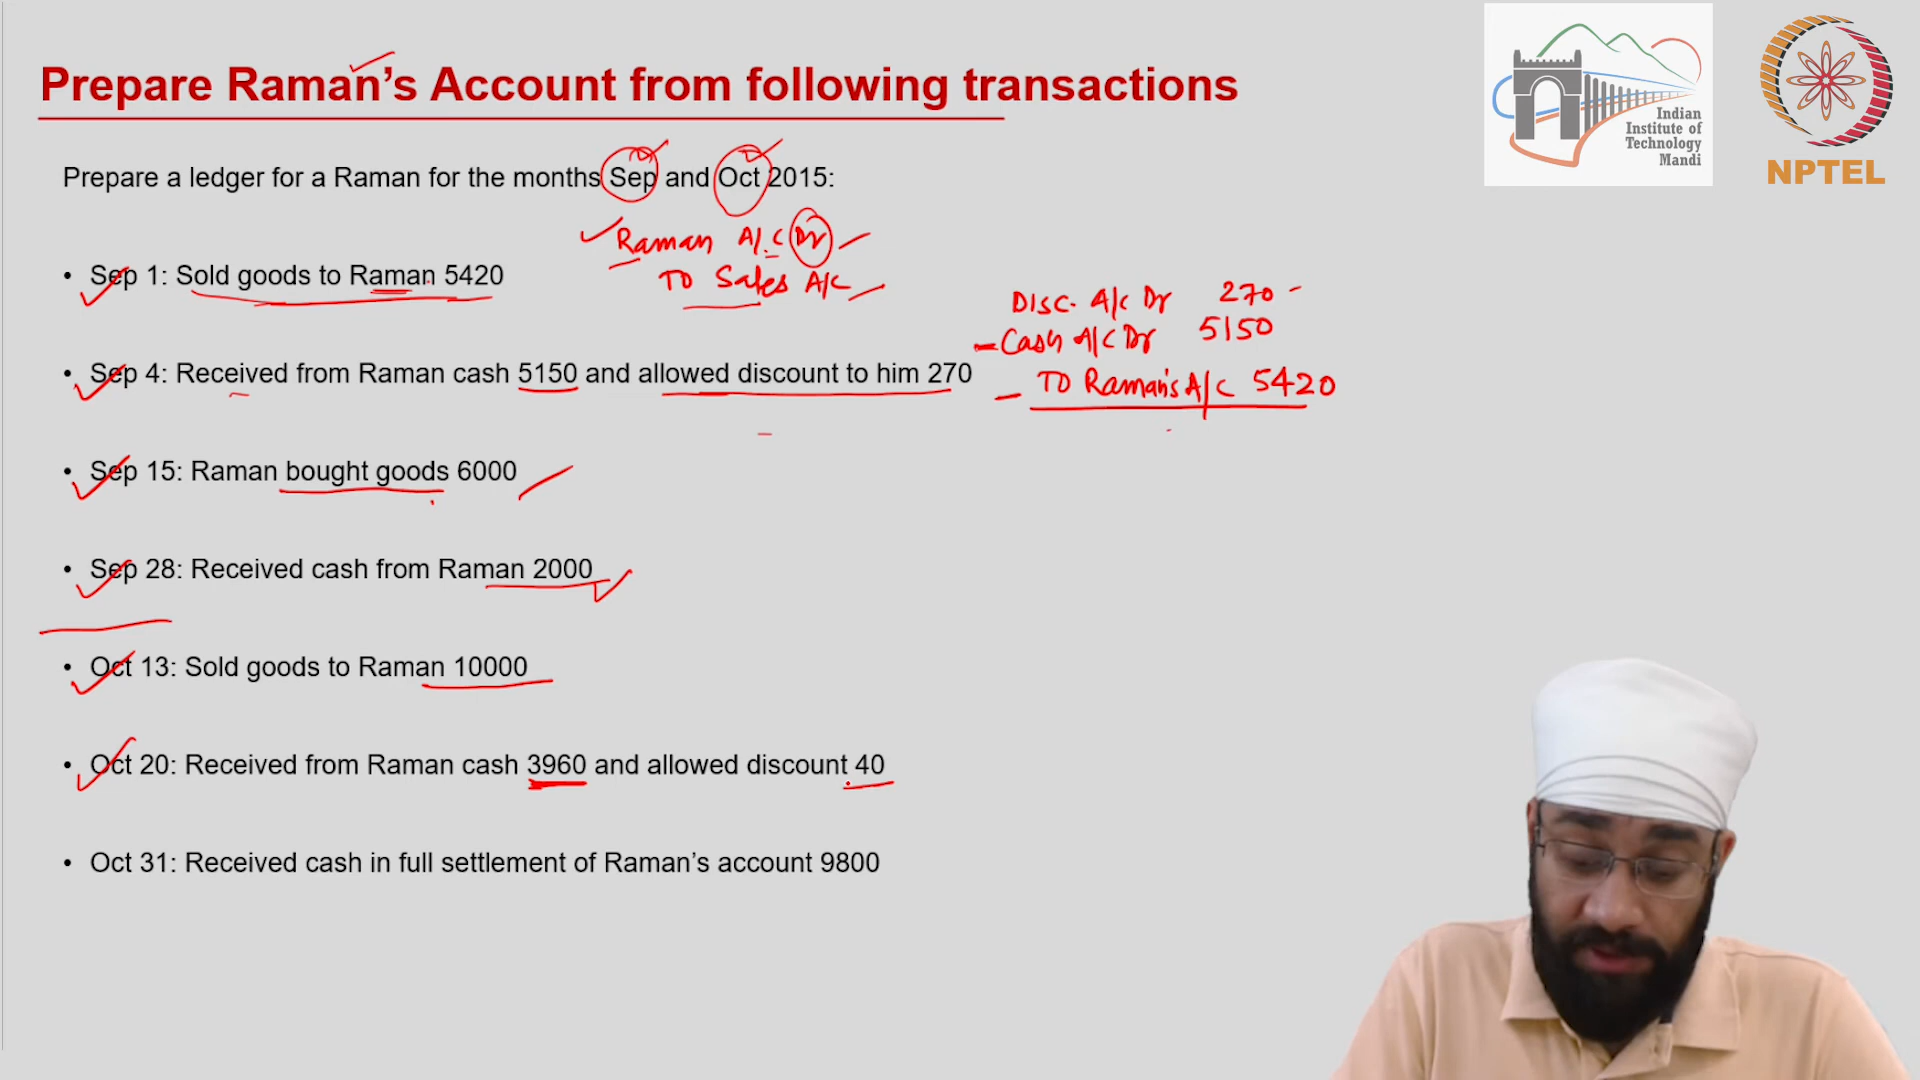 Prepare Raman's Account from following transactions
Indian
Institute of
Technology
Mandi
NPTEL
Prepare a ledger for a Raman for the months Sep and Oct 2015:
Raman A/C Dr
To Sales A/C
• Sep 1: Sold goods to Raman 5420
Disc. A/c Dr 270
Cash A/C Dr 5150
To Raman's A/C 5420
• Sep 4: Received from Raman cash 5150 and allowed discount to him 270
• Sep 15: Raman bought goods 6000
• Sep 28: Received cash from Raman 2000
• Oct 13: Sold goods to Raman 10000
• Oct 20: Received from Raman cash 3960 and allowed discount 40
• Oct 31: Received cash in full settlement of Raman's account 9800